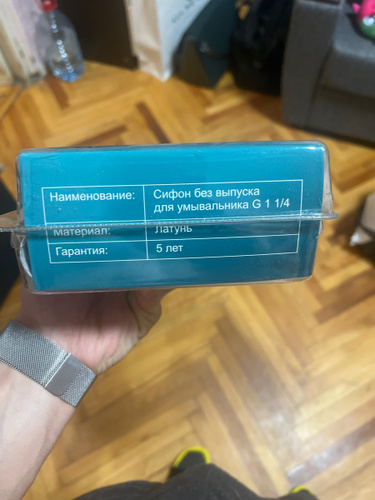 Наименование: Сифон без выпуска
для умывальника G 1 1/4
Материал: Латунь
Гарантия: 5 лет